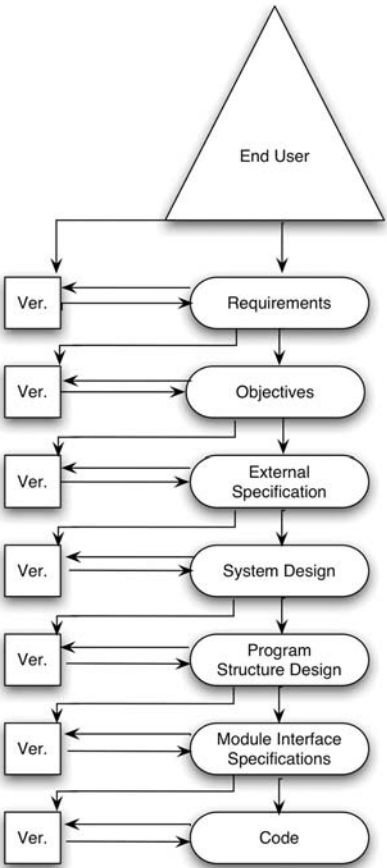 End User
Ver.
Requirements
Ver.
Objectives
Ver.
External
Specification
Ver.
System Design
Ver.
Program
Structure Design
Ver.
Module Interface
Specifications
Ver.
Code